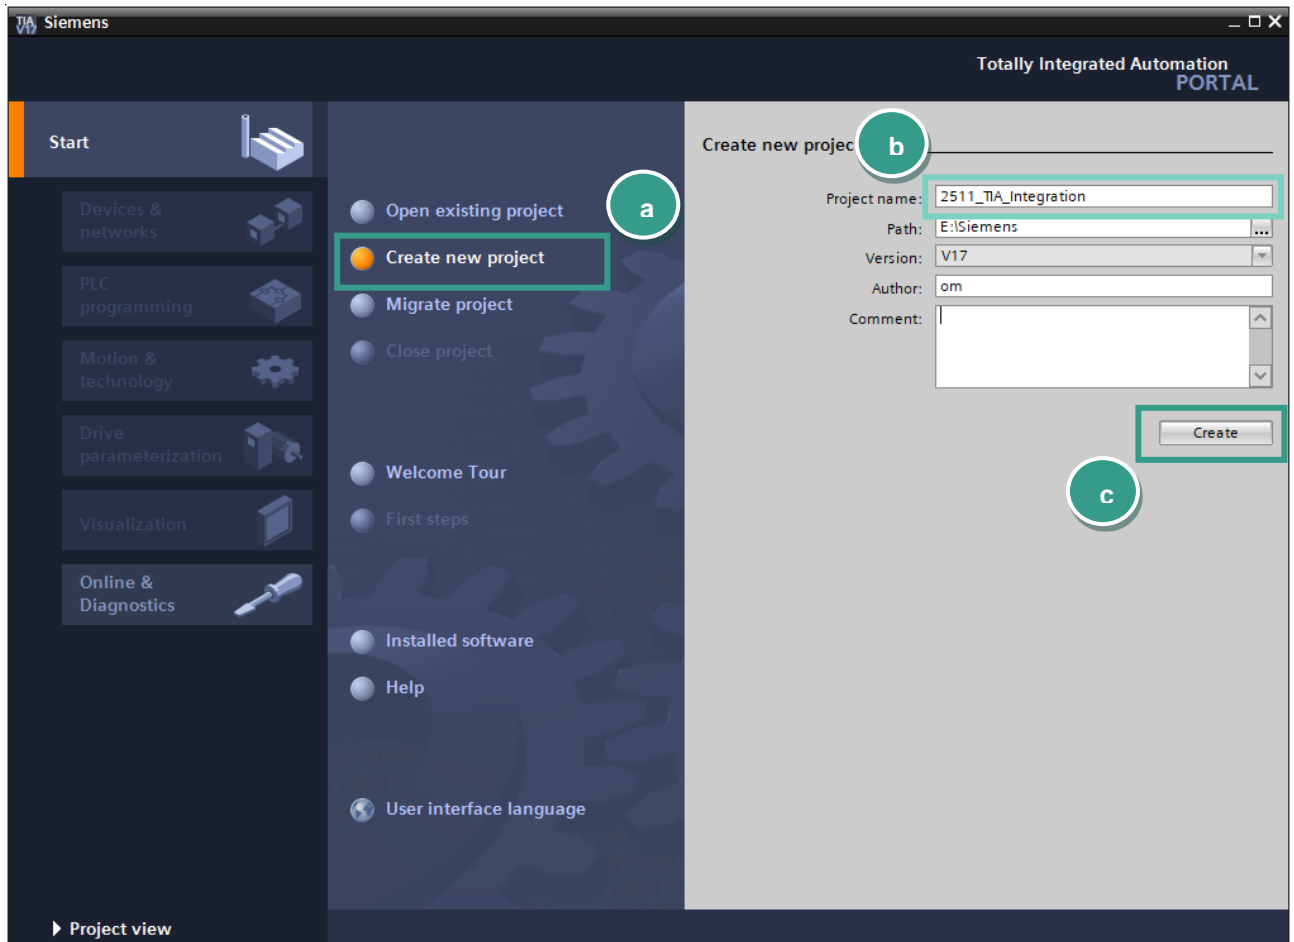 TIA
V17 Siemens
Totally Integrated Automation
PORTAL
Start
Devices &
networks
PLC
programming
Motion &
technology
Drive
parameterization
Visualization
Online &
Diagnostics
Open existing project
a
Create new project
Migrate project
Close project
Welcome Tour
First steps
Installed software
Help
User interface language
Create new projec
b
Project name: 2511_TIA_Integration
Path: E:\Siemens ...
Version: V17
Author: om
Comment:
Create
c
Project view